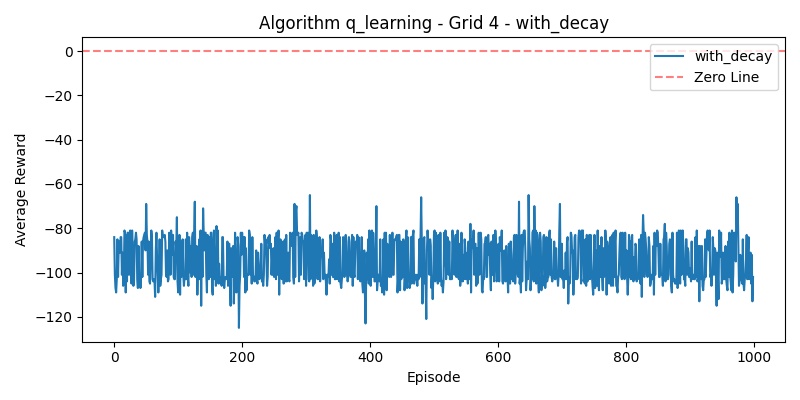 Algorithm q_learning - Grid 4 - with_decay
0
−20
−40
−60
−80
−100
−120
Average Reward
with_decay
Zero Line
0
200
400
600
800
1000
Episode